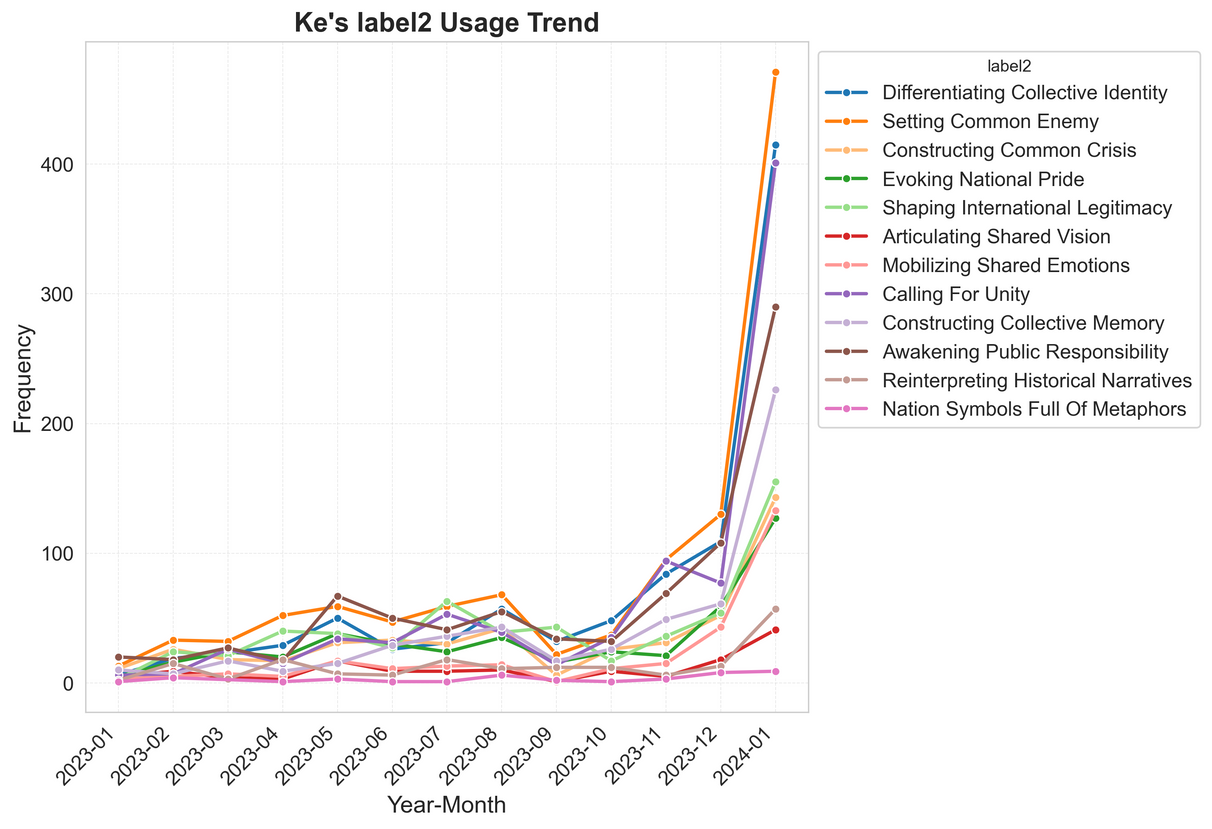 Ke's label2 Usage Trend
label2
Differentiating Collective Identity
Setting Common Enemy
Constructing Common Crisis
Evoking National Pride
Shaping International Legitimacy
Articulating Shared Vision
Mobilizing Shared Emotions
Calling For Unity
Constructing Collective Memory
Awakening Public Responsibility
Reinterpreting Historical Narratives
Nation Symbols Full Of Metaphors
Frequency
400
300
200
100
0
2023-01
2023-02
2023-03
2023-04
2023-05
2023-06
2023-07
2023-08
2023-09
2023-10
2023-11
2023-12
2024-01
Year-Month